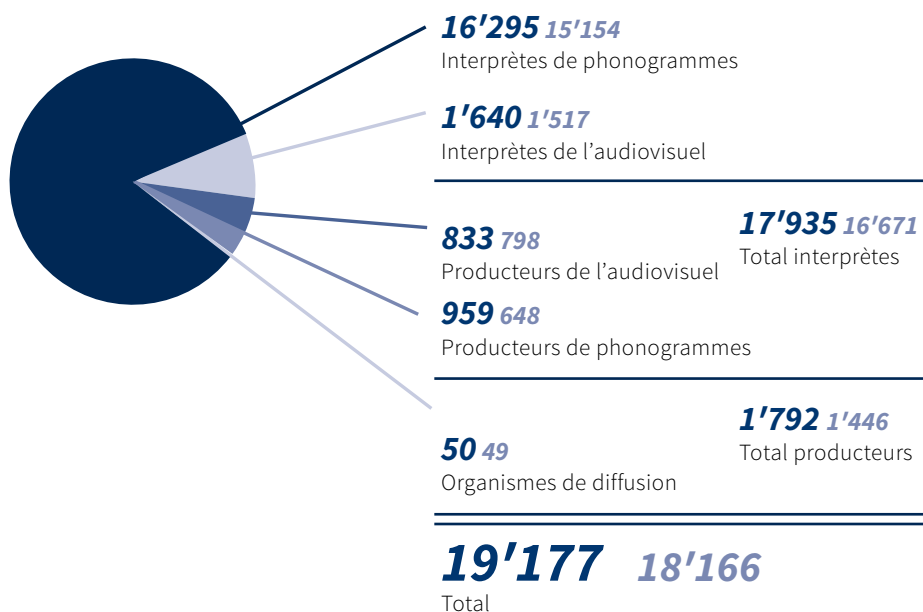 16'295 15'154
Interprètes de phonogrammes
1'640 1'517
Interprètes de l’audiovisuel
17'935 16'671
Total interprètes
833 798
Producteurs de l’audiovisuel
959 648
Producteurs de phonogrammes
1'792 1'446
Total producteurs
50 49
Organismes de diffusion
19'177 18'166
Total